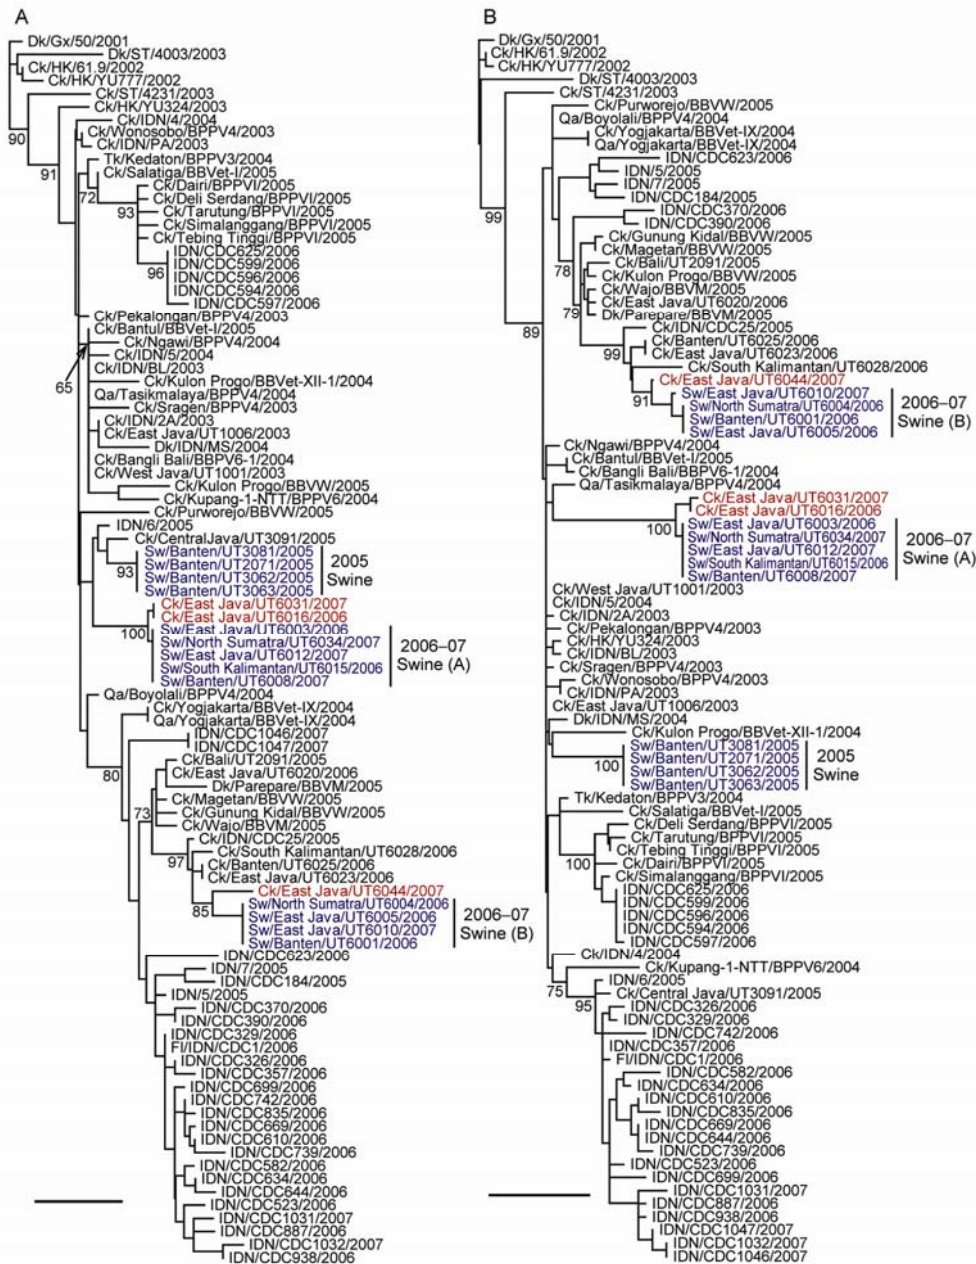 A
Dk/Gx/50/2001
Dk/ST/4003/2003
Ck/HK/61.9/2002
Ck/HK/YU777/2002
Ck/ST/4231/2003
Ck/HK/YU324/2003
Ck/IDN/4/2004
90
Ck/Wonosobo/BPPV4/2003
Ck/IDN/PA/2003
Tk/Kedaton/BPPV3/2004
91
Ck/Salatiga/BBVet-I/2005
Ck/Dairi/BPPVI/2005
72
Ck/Deli Serdang/BPPVI/2005
93
Ck/Tarutung/BPPVI/2005
Ck/Simalanggang/BPPVI/2005
Ck/Tebing Tinggi/BPPVI/2005
IDN/CDC625/2006
IDN/CDC599/2006
96
IDN/CDC596/2006
IDN/CDC594/2006
IDN/CDC597/2006
Ck/Pekalongan/BPPV4/2003
Ck/Bantul/BBVet-I/2005
Ck/Ngawi/BPPV4/2004
Ck/IDN/5/2004
Ck/IDN/BL/2003
65
Ck/Kulon Progo/BBVet-XII-1/2004
Qa/Tasikmalaya/BPPV4/2004
Ck/Sragen/BPPV4/2003
Ck/IDN/2A/2003
Ck/East Java/UT1006/2003
Dk/IDN/MS/2004
Ck/Bangli Bali/BBPV6-1/2004
Ck/West Java/UT1001/2003
Ck/Kulon Progo/BBVW/2005
Ck/Kupang-1-NTT/BPPV6/2004
Ck/Purworejo/BBVW/2005
IDN/6/2005
Ck/CentralJava/UT3091/2005
Sw/Banten/UT3081/2005
Sw/Banten/UT2071/2005
93
Sw/Banten/UT3062/2005
Sw/Banten/UT3063/2005
2005
Swine
Ck/East Java/UT6031/2007
Ck/East Java/UT6016/2006
100
Sw/East Java/UT6003/2006
Sw/North Sumatra/UT6034/2007
Sw/East Java/UT6012/2007
Sw/South Kalimantan/UT6015/2006
Sw/Banten/UT6008/2007
2006–07
Swine (A)
Qa/Boyolali/BPPV4/2004
Ck/Yogjakarta/BBVet-IX/2004
Qa/Yogjakarta/BBVet-IX/2004
IDN/CDC1046/2007
IDN/CDC1047/2007
80
Ck/Bali/UT2091/2005
Ck/East Java/UT6020/2006
Dk/Parepare/BBVM/2005
Ck/Magetan/BBVW/2005
73
Ck/Gunung Kidal/BBVW/2005
Ck/Wajo/BBVM/2005
Ck/IDN/CDC25/2005
Ck/South Kalimantan/UT6028/2006
97
Ck/Banten/UT6025/2006
Ck/East Java/UT6023/2006
Ck/East Java/UT6044/2007
85
Sw/North Sumatra/UT6004/2006
Sw/East Java/UT6005/2006
Sw/East Java/UT6010/2007
Sw/Banten/UT6001/2006
2006–07
Swine (B)
IDN/CDC623/2006
IDN/7/2005
IDN/CDC184/2005
IDN/5/2005
IDN/CDC370/2006
IDN/CDC390/2006
IDN/CDC329/2006
Fl/IDN/CDC1/2006
IDN/CDC326/2006
IDN/CDC357/2006
IDN/CDC699/2006
IDN/CDC742/2006
IDN/CDC835/2006
IDN/CDC669/2006
IDN/CDC610/2006
IDN/CDC739/2006
IDN/CDC582/2006
IDN/CDC634/2006
IDN/CDC644/2006
IDN/CDC523/2006
IDN/CDC1031/2007
IDN/CDC887/2006
IDN/CDC1032/2007
IDN/CDC938/2006
B
Dk/Gx/50/2001
Ck/HK/61.9/2002
Ck/HK/YU777/2002
Dk/ST/4003/2003
Ck/ST/4231/2003
Ck/Purworejo/BBVW/2005
Qa/Boyolali/BPPV4/2004
Ck/Yogjakarta/BBVet-IX/2004
Qa/Yogjakarta/BBVet-IX/2004
IDN/CDC623/2006
IDN/5/2005
IDN/7/2005
IDN/CDC184/2005
99
IDN/CDC370/2006
IDN/CDC390/2006
Ck/Gunung Kidal/BBVW/2005
Ck/Magetan/BBVW/2005
78
Ck/Bali/UT2091/2005
Ck/Kulon Progo/BBVW/2005
Ck/Wajo/BBVM/2005
Ck/East Java/UT6020/2006
79
Dk/Parepare/BBVM/2005
89
Ck/IDN/CDC25/2005
Ck/Banten/UT6025/2006
99
Ck/East Java/UT6023/2006
Ck/South Kalimantan/UT6028/2006
Ck/East Java/UT6044/2007
91
Sw/East Java/UT6010/2007
Sw/North Sumatra/UT6004/2006
Sw/Banten/UT6001/2006
Sw/East Java/UT6005/2006
2006–07
Swine (B)
Ck/Ngawi/BPPV4/2004
Ck/Bantul/BBVet-I/2005
Ck/Bangli Bali/BBPV6-1/2004
Qa/Tasikmalaya/BPPV4/2004
Ck/East Java/UT6031/2007
Ck/East Java/UT6016/2006
100
Sw/East Java/UT6003/2006
Sw/North Sumatra/UT6034/2007
Sw/East Java/UT6012/2007
Sw/South Kalimantan/UT6015/2006
Sw/Banten/UT6008/2007
2006–07
Swine (A)
Ck/West Java/UT1001/2003
Ck/IDN/5/2004
Ck/IDN/2A/2003
Ck/Pekalongan/BPPV4/2003
Ck/HK/YU324/2003
Ck/IDN/BL/2003
Ck/Sragen/BPPV4/2003
Ck/Wonosobo/BPPV4/2003
Ck/IDN/PA/2003
Ck/East Java/UT1006/2003
Dk/IDN/MS/2004
Ck/Kulon Progo/BBVet-XII-1/2004
Sw/Banten/UT3081/2005
Sw/Banten/UT2071/2005
100
Sw/Banten/UT3062/2005
Sw/Banten/UT3063/2005
2005
Swine
Tk/Kedaton/BPPV3/2004
Ck/Salatiga/BBVet-I/2005
Ck/Deli Serdang/BPPVI/2005
Ck/Tarutung/BPPVI/2005
Ck/Tebing Tinggi/BPPVI/2005
100
Ck/Dairi/BPPVI/2005
Ck/Simalanggang/BPPVI/2005
IDN/CDC625/2006
IDN/CDC599/2006
IDN/CDC596/2006
IDN/CDC594/2006
IDN/CDC597/2006
Ck/IDN/4/2004
Ck/Kupang-1-NTT/BPPV6/2004
75
IDN/6/2005
Ck/Central Java/UT3091/2005
95
IDN/CDC326/2006
IDN/CDC329/2006
IDN/CDC742/2006
IDN/CDC357/2006
Fl/IDN/CDC1/2006
IDN/CDC582/2006
IDN/CDC634/2006
IDN/CDC610/2006
IDN/CDC835/2006
IDN/CDC669/2006
IDN/CDC644/2006
IDN/CDC739/2006
IDN/CDC523/2006
IDN/CDC699/2006
IDN/CDC1031/2007
IDN/CDC887/2006
IDN/CDC938/2006
IDN/CDC1047/2007
IDN/CDC1032/2007
IDN/CDC1046/2007